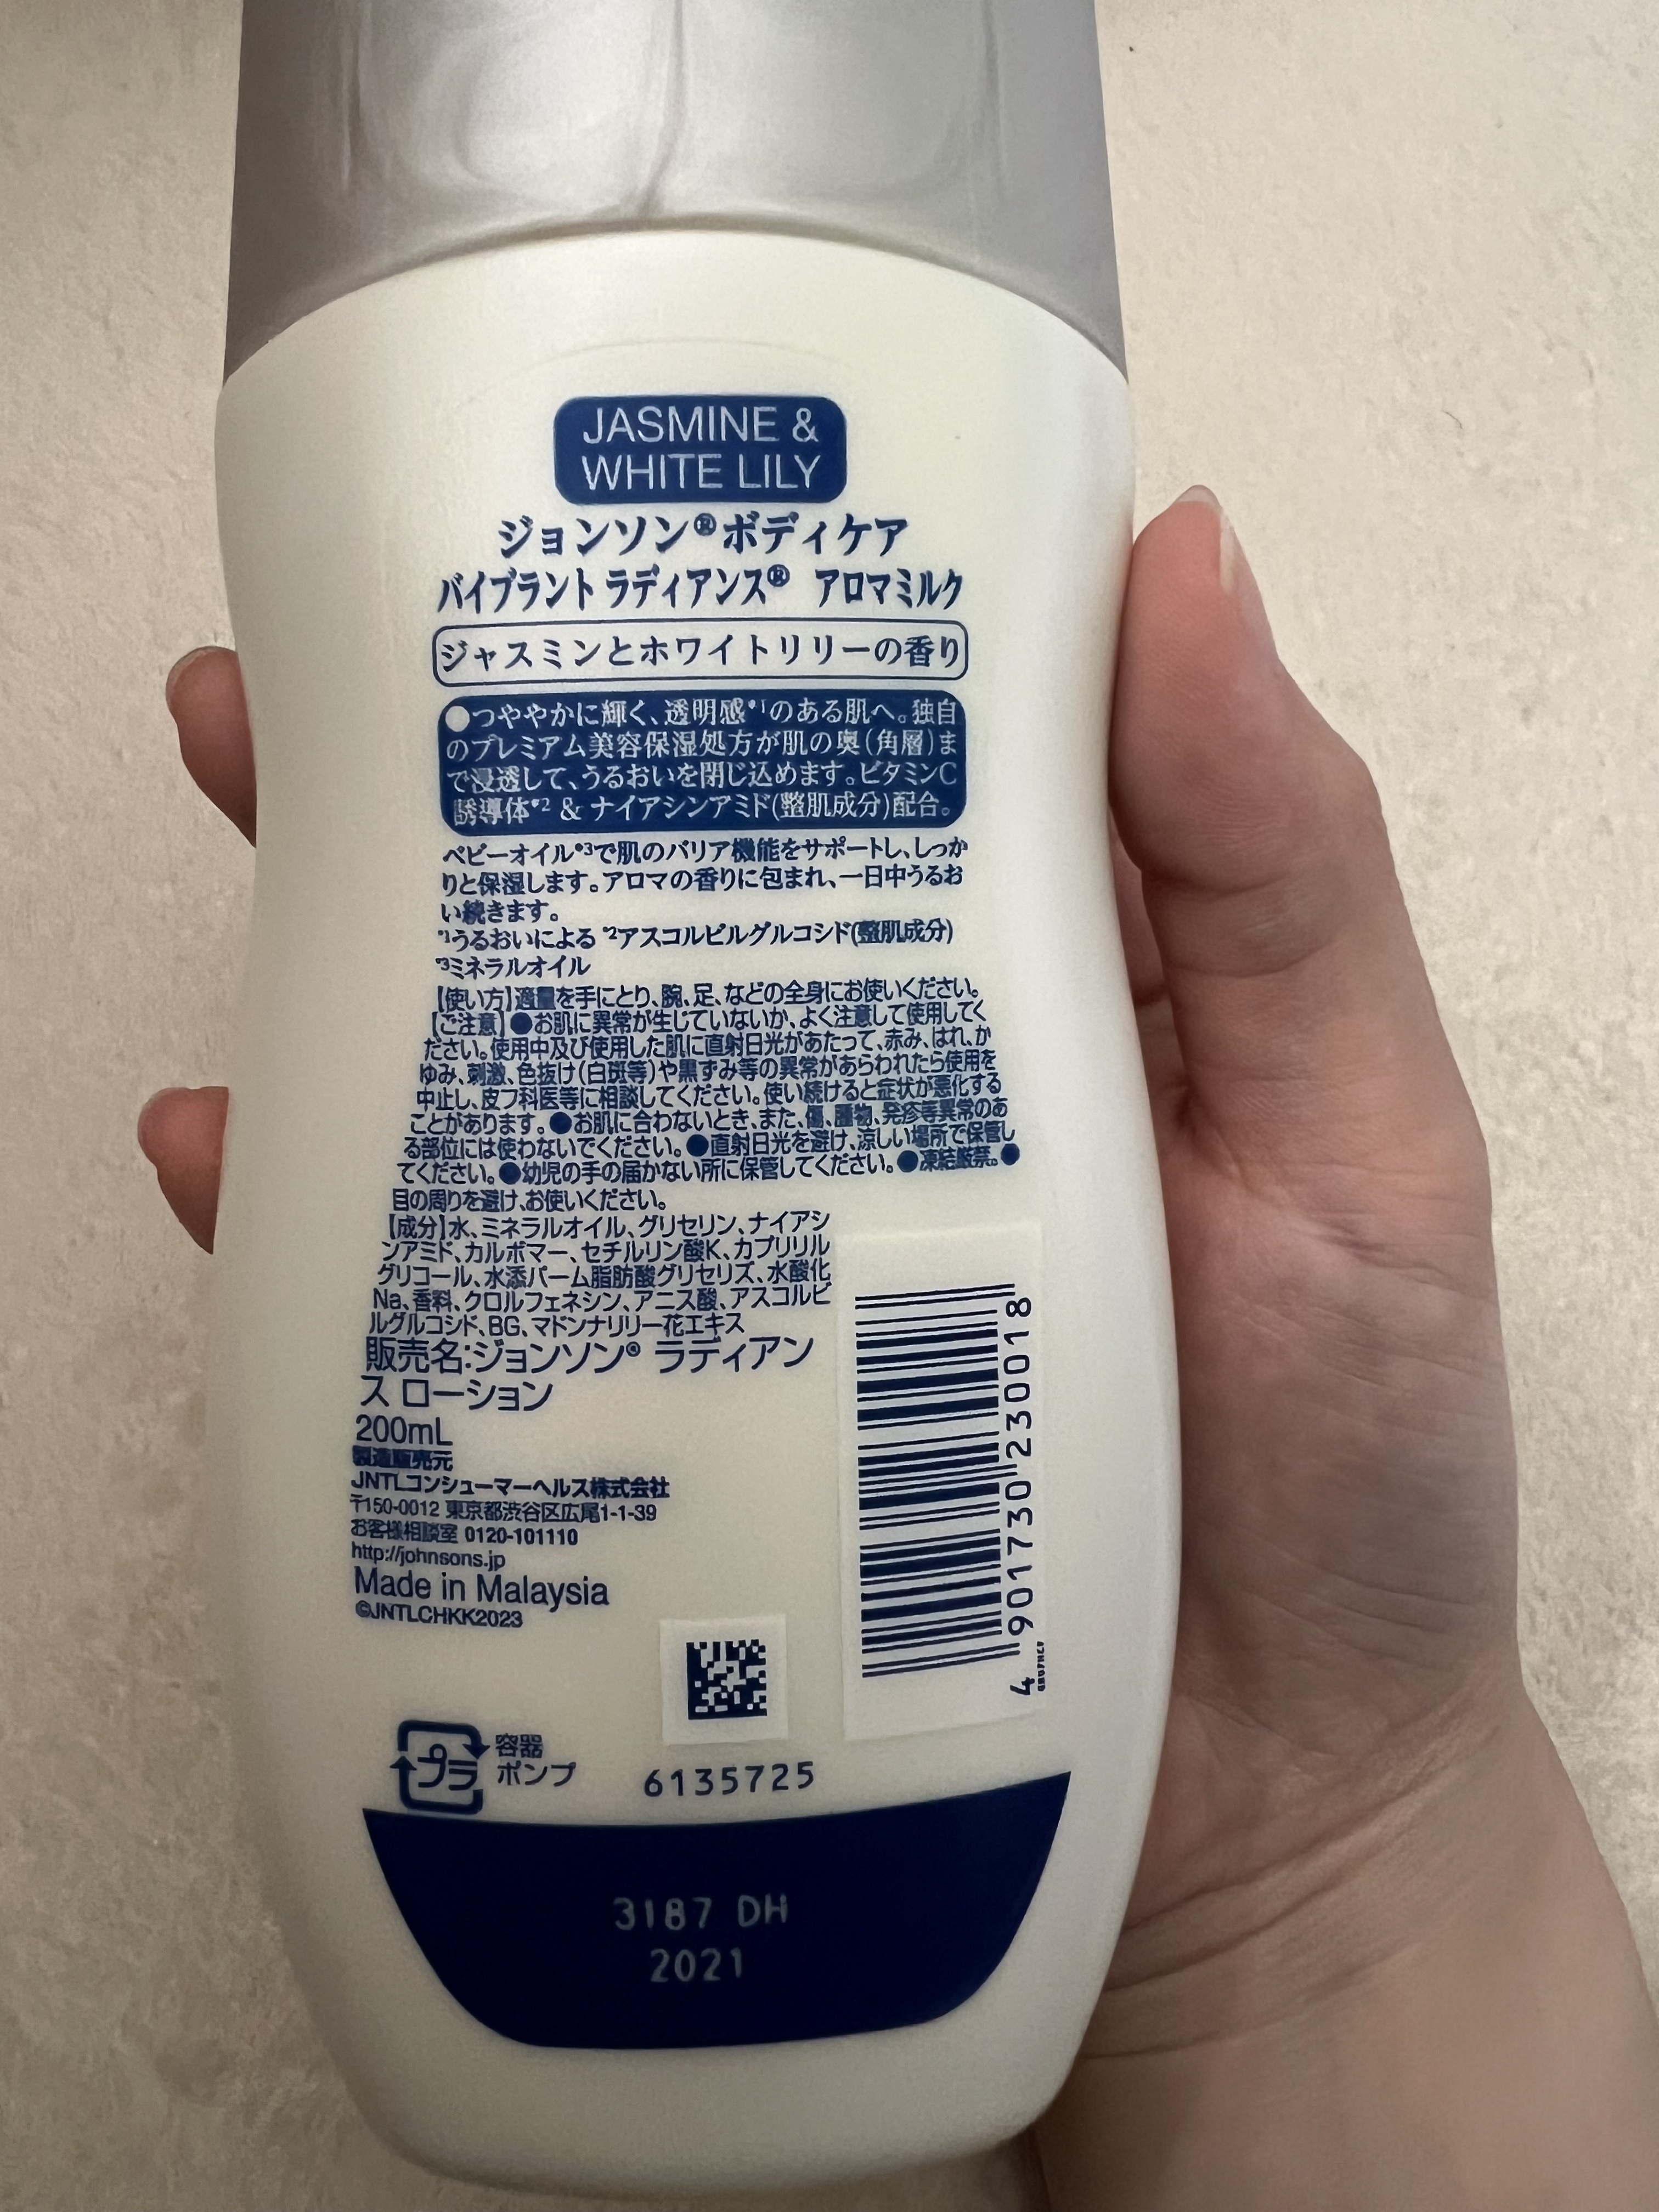 JASMINE &
WHITE LILY
ジョンソン®ボディケア
バイブラント ラディアンス® アロマミルク
ジャスミンとホワイトリリーの香り
●つややかに輝く、透明感*1のある肌へ。独自
のプレミアム美容保湿処方が肌の奥(角層)ま
で浸透して、うるおいを閉じ込めます。ビタミンC
誘導体*2 & ナイアシンアミド(整肌成分)配合。
ベビーオイル*3で肌のバリア機能をサポートし、しっか
りと保湿します。アロマの香りに包まれ、一日中うるお
い続きます。
*1うるおいによる *2アスコルビルグルコシド(整肌成分)
*3ミネラルオイル
【使い方】適量を手にとり、腕、足、などの全身にお使いください。
【ご注意】●お肌に異常が生じていないか、よく注意して使用してく
ださい。使用中及び使用した肌に直射日光があたって、赤み、はれ、か
ゆみ、刺激、色抜け(白斑等)や黒ずみ等の異常があらわれたら使用を
中止し、皮フ科医等に相談してください。使い続けると症状が悪化する
ことがあります。●お肌に合わないとき、また、傷、腫物、発疹等異常のあ
る部位には使わないでください。●直射日光を避け、涼しい場所で保管し
てください。●幼児の手の届かない所に保管してください。●凍結厳禁。●
目の周りを避け、お使いください。
【成分】水、ミネラルオイル、グリセリン、ナイアシ
ンアミド、カルボマー、セチルリン酸K、カプリリル
グリコール、水添パーム脂肪酸グリセリズ、水酸化
Na、香料、クロルフェネシン、アニス酸、アスコルビ
ルグルコシド、BG、マドンナリリー花エキス
販売名:ジョンソン® ラディアン
ス ローション
200mL
製造販売元
JNTLコンシューマーヘルス株式会社
〒150-0012 東京都渋谷区広尾1-1-39
お客様相談室 0120-101110
http://johnsons.jp
Made in Malaysia
©JNTLCHKK2023
4 901730 230018
プラ
容器
ポンプ
6135725
3187 DH
2021